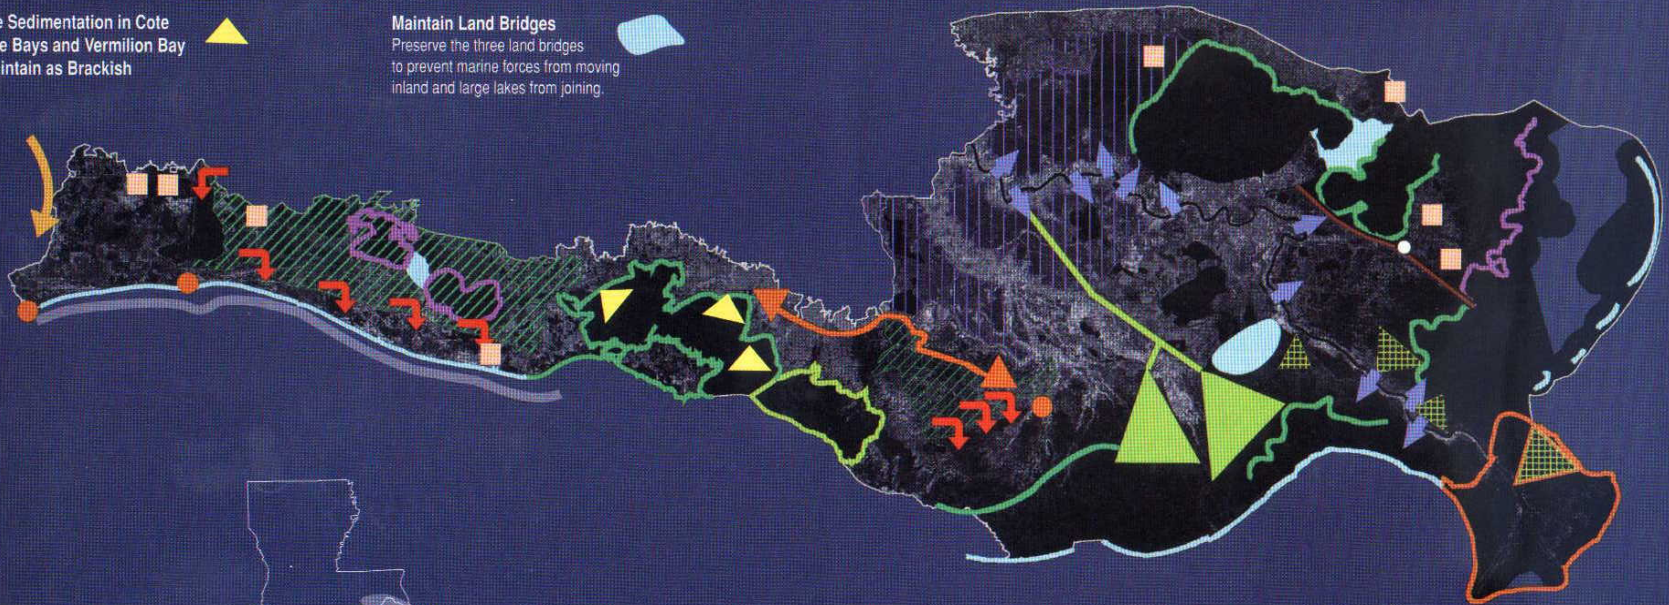 Sedimentation in Cote
Bays and Vermilion Bay
as Brackish
Maintain Land Bridges
Preserve the three land bridges
to prevent marine forces from moving
inland and large lakes from joining.